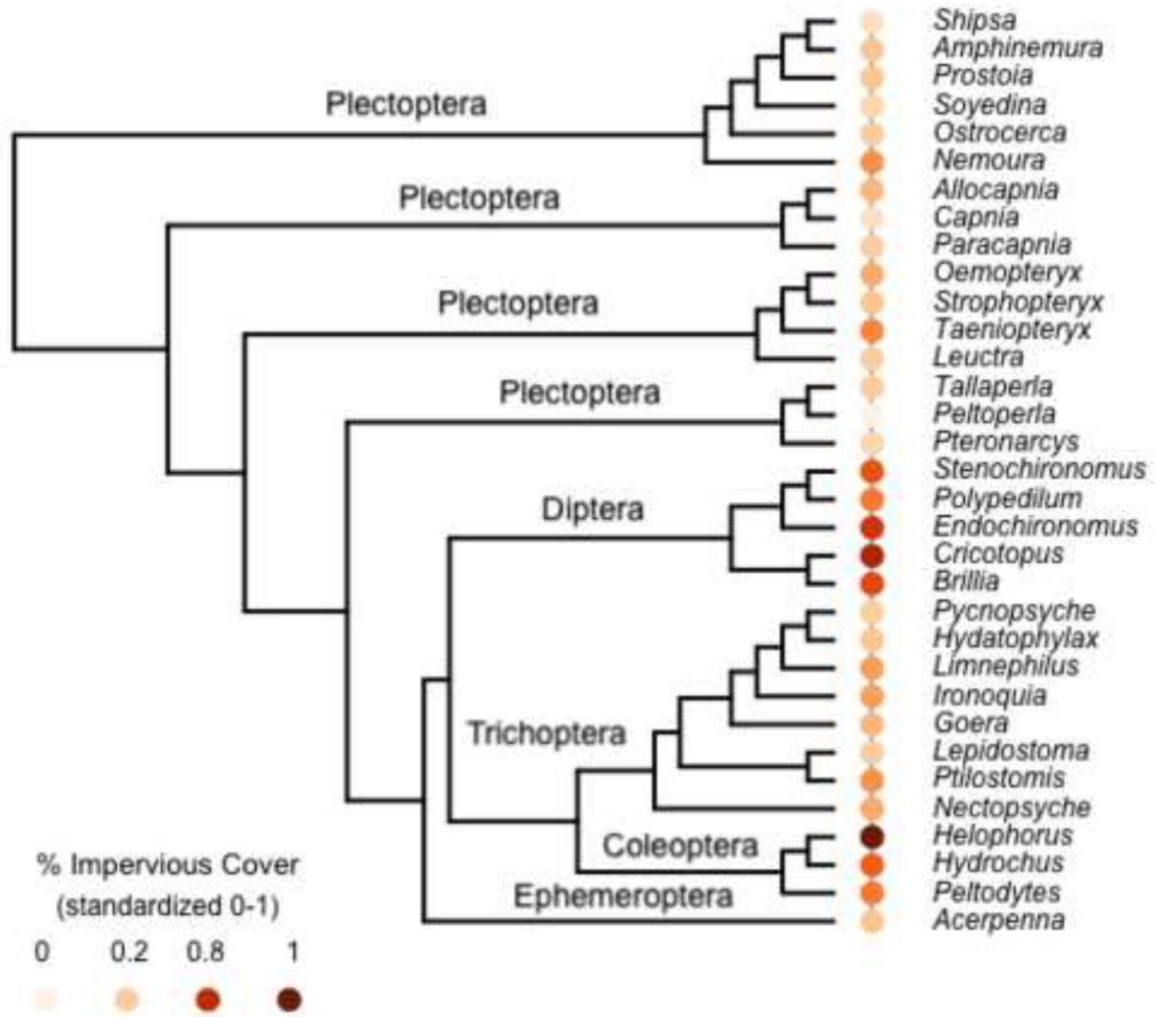 Shipsa
Amphinemura
Prostoia
Plectoptera
Soyedina
Ostrocerca
Nemoura
Allocapnia
Plectoptera
Capnia
Paracapnia
Oemopteryx
Plectoptera
Strophopteryx
Taeniopteryx
Leuctra
Plectoptera
Tallaperla
Peltoperla
Pteronarcys
Stenochironomus
Diptera
Polypedilum
Endochironomus
Cricotopus
Brillia
Pycnopsyche
Hydatophylax
Limnephilus
Ironoquia
Trichoptera
Goera
Lepidostoma
Ptilostomis
Nectopsyche
Helophorus
Coleoptera
Hydrochus
Ephemeroptera
Peltodytes
Acerpenna
% Impervious Cover
(standardized 0-1)
0 0.2 0.8 1